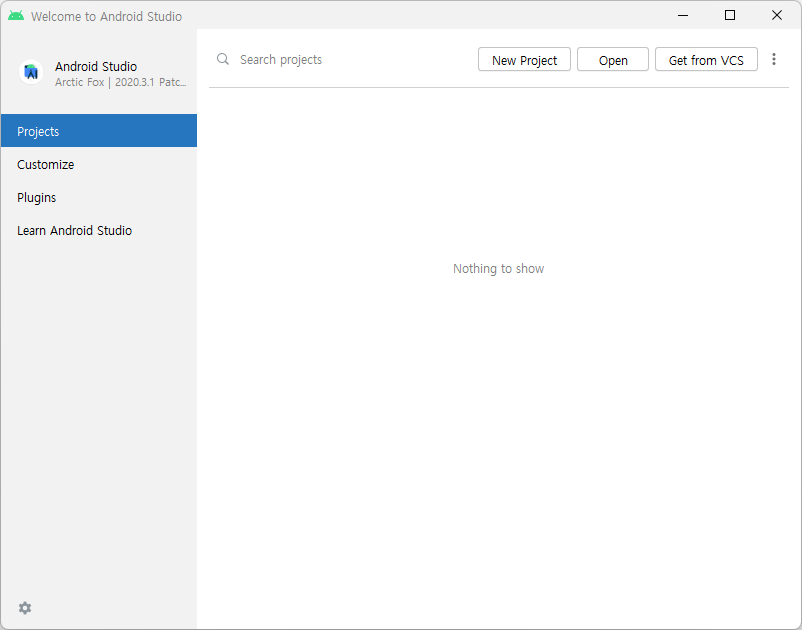 Welcome to Android Studio
Android Studio
Arctic Fox | 2020.3.1 Patc...
Projects
Customize
Plugins
Learn Android Studio
Search projects
New Project
Open
Get from VCS
Nothing to show